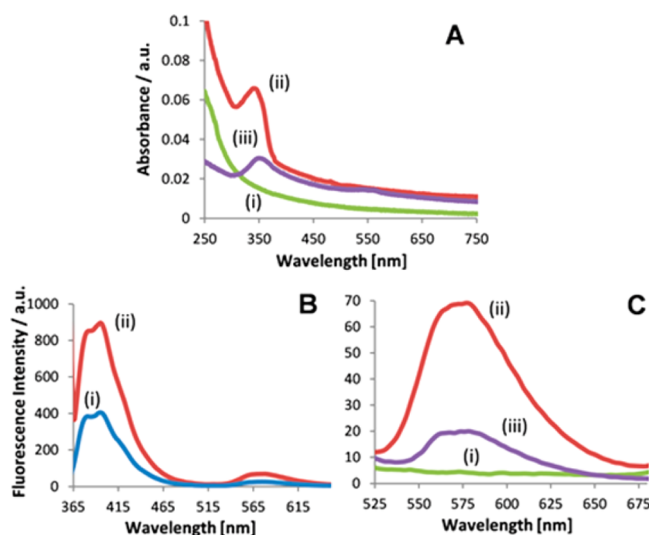 A
0.1
0.08
0.06
0.04
0.02
0
Absorbance / a.u.
(ii)
(iii)
(i)
250 350 450 550 650 750
Wavelength [nm]
B
1000
800
600
400
200
0
Fluorescence Intensity / a.u.
(ii)
(i)
365 415 465 515 565 615
Wavelength [nm]
C
70
60
50
40
30
20
10
0
(ii)
(iii)
(i)
525 550 575 600 625 650 675
Wavelength [nm]